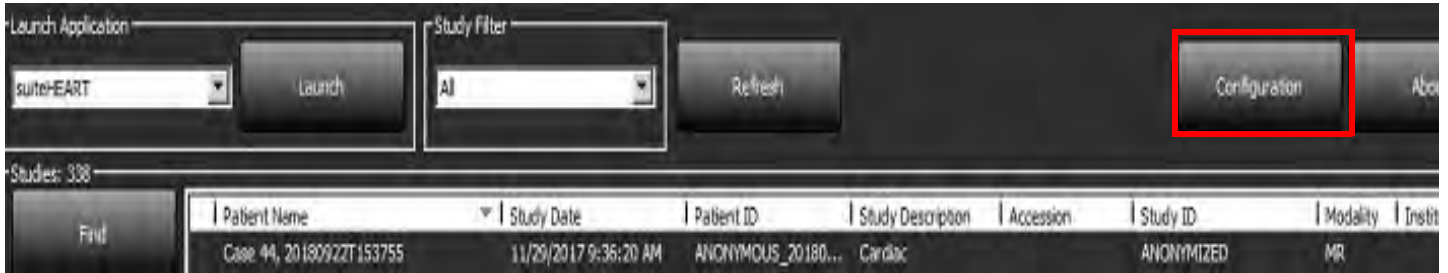 Launch Application
Study Filter
suiteHEART
Launch
All
Refresh
Configuration
Abou
Studies: 338
Find
Patient Name
Study Date
Patient ID
Study Description
Accession
Study ID
Modality
Instit
Case 44, 20180922T153755
11/29/2017 9:36:20 AM
ANONYMOUS_20180...
Cardiac
ANONYMIZED
MR